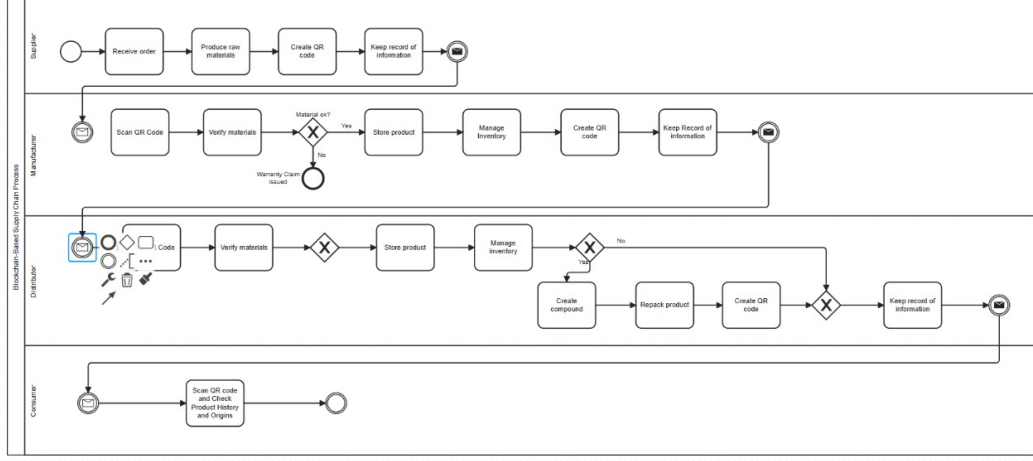 Blockchain-Based Supply Chain Process
Supplier
Receive order
Produce raw
materials
Create QR
code
Keep record of
information
Manufacturer
Scan QR Code
Verify materials
Material ok?
Yes
No
Warranty Claim
issued
Store product
Manage
Inventory
Create QR
code
Keep Record of
information
Distributor
Code
Verify materials
Store product
Manage
inventory
No
Yes
Create
compound
Repack product
Create QR
code
Keep record of
information
Consumer
Scan QR code
and Check
Product History
and Origins